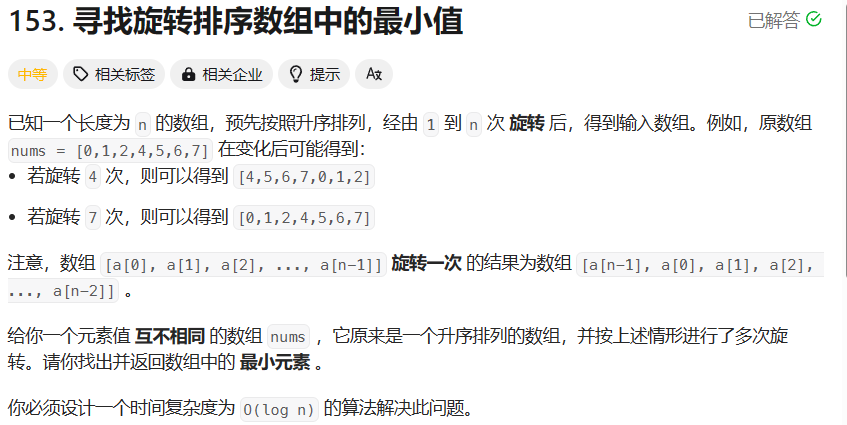 153. 寻找旋转排序数组中的最小值
已解答
中等 相关标签 相关企业 提示 A文
已知一个长度为 n 的数组，预先按照升序排列，经由 1 到 n 次 旋转 后，得到输入数组。例如，原数组
nums = [0,1,2,4,5,6,7] 在变化后可能得到：
• 若旋转 4 次，则可以得到 [4,5,6,7,0,1,2]
• 若旋转 7 次，则可以得到 [0,1,2,4,5,6,7]
注意，数组 [a[0], a[1], a[2], ..., a[n-1]] 旋转一次 的结果为数组 [a[n-1], a[0], a[1], a[2],
..., a[n-2]] 。
给你一个元素值 互不相同 的数组 nums ，它原来是一个升序排列的数组，并按上述情形进行了多次旋
转。请你找出并返回数组中的 最小元素 。
你必须设计一个时间复杂度为 O(log n) 的算法解决此问题。